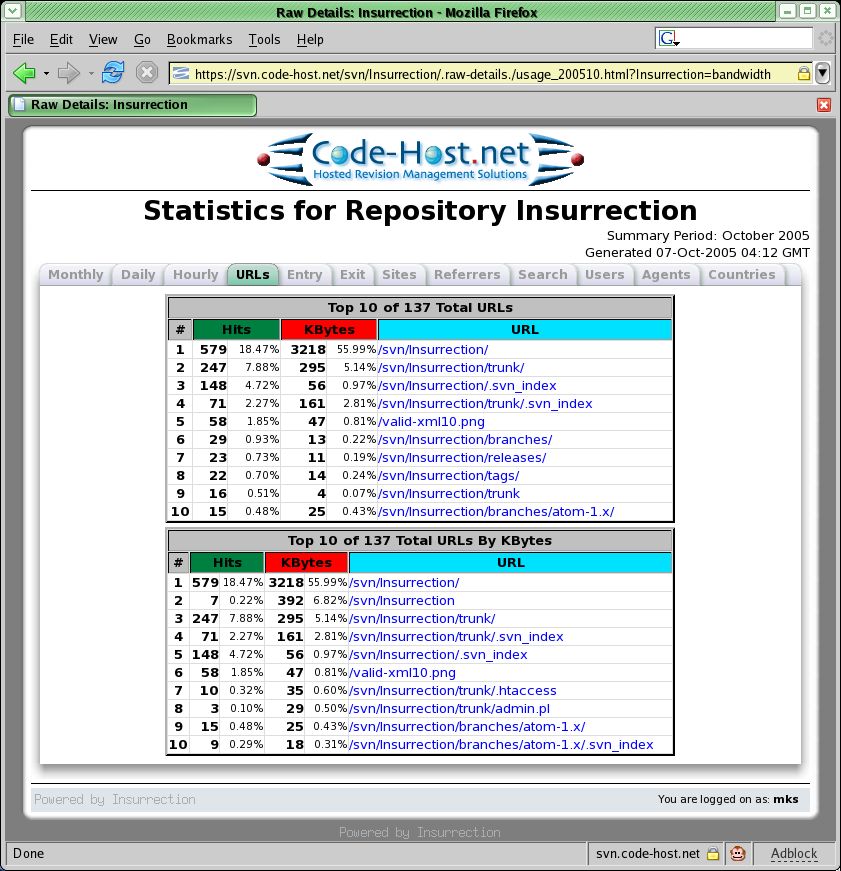 Raw Details: Insurrection - Mozilla Firefox
File Edit View Go Bookmarks Tools Help
https://svn.code-host.net/svn/Insurrection/.raw-details./usage_200510.html?Insurrection=bandwidth
Raw Details: Insurrection
Code-Host.net
Hosted Revision Management Solutions
Statistics for Repository Insurrection
Summary Period: October 2005
Generated 07-Oct-2005 04:12 GMT
Monthly Daily Hourly URLs Entry Exit Sites Referrers Search Users Agents Countries
Top 10 of 137 Total URLs
# Hits KBytes URL
1 579 18.47% 3218 55.99% /svn/Insurrection/
2 247 7.88% 295 5.14% /svn/Insurrection/trunk/
3 148 4.72% 56 0.97% /svn/Insurrection/.svn_index
4 71 2.27% 161 2.81% /svn/Insurrection/trunk/.svn_index
5 58 1.85% 47 0.81% /valid-xml10.png
6 29 0.93% 13 0.22% /svn/Insurrection/branches/
7 23 0.73% 11 0.19% /svn/Insurrection/releases/
8 22 0.70% 14 0.24% /svn/Insurrection/tags/
9 16 0.51% 4 0.07% /svn/Insurrection/trunk
10 15 0.48% 25 0.43% /svn/Insurrection/branches/atom-1.x/
Top 10 of 137 Total URLs By KBytes
# Hits KBytes URL
1 579 18.47% 3218 55.99% /svn/Insurrection/
2 7 0.22% 392 6.82% /svn/Insurrection
3 247 7.88% 295 5.14% /svn/Insurrection/trunk/
4 71 2.27% 161 2.81% /svn/Insurrection/trunk/.svn_index
5 148 4.72% 56 0.97% /svn/Insurrection/.svn_index
6 58 1.85% 47 0.81% /valid-xml10.png
7 10 0.32% 35 0.60% /svn/Insurrection/trunk/.htaccess
8 3 0.10% 29 0.50% /svn/Insurrection/trunk/admin.pl
9 15 0.48% 25 0.43% /svn/Insurrection/branches/atom-1.x/
10 9 0.29% 18 0.31% /svn/Insurrection/branches/atom-1.x/.svn_index
Powered by Insurrection You are logged on as: mks
Powered by Insurrection
Done svn.code-host.net Adblock